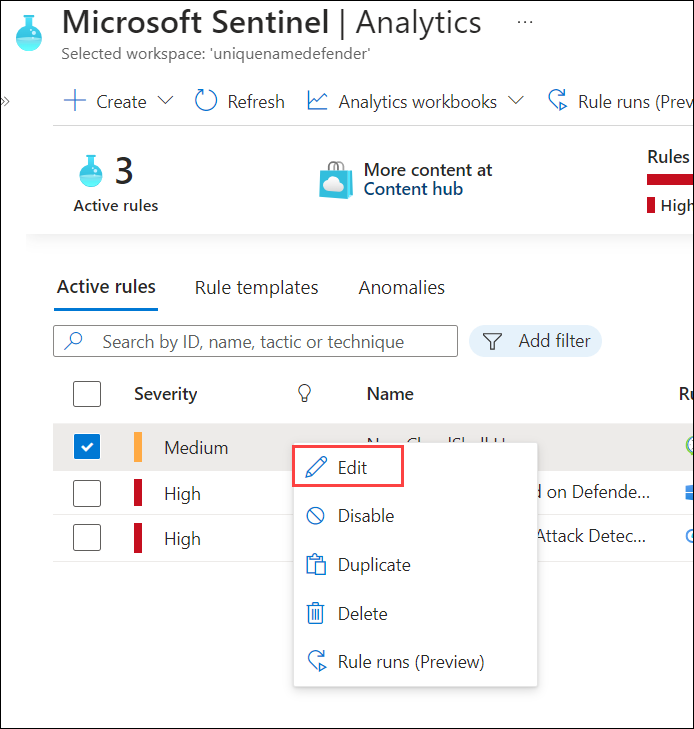 Microsoft Sentinel | Analytics ...
Selected workspace: 'uniquenamedefender'
» + Create Refresh Analytics workbooks Rule runs (Prev
3
Active rules
More content at
Content hub
Rules
High
Active rules Rule templates Anomalies
Search by ID, name, tactic or technique Add filter
Severity Name Ru
Medium
Edit
High d on Defende...
Disable
High Attack Detec...
Duplicate
Delete
Rule runs (Preview)